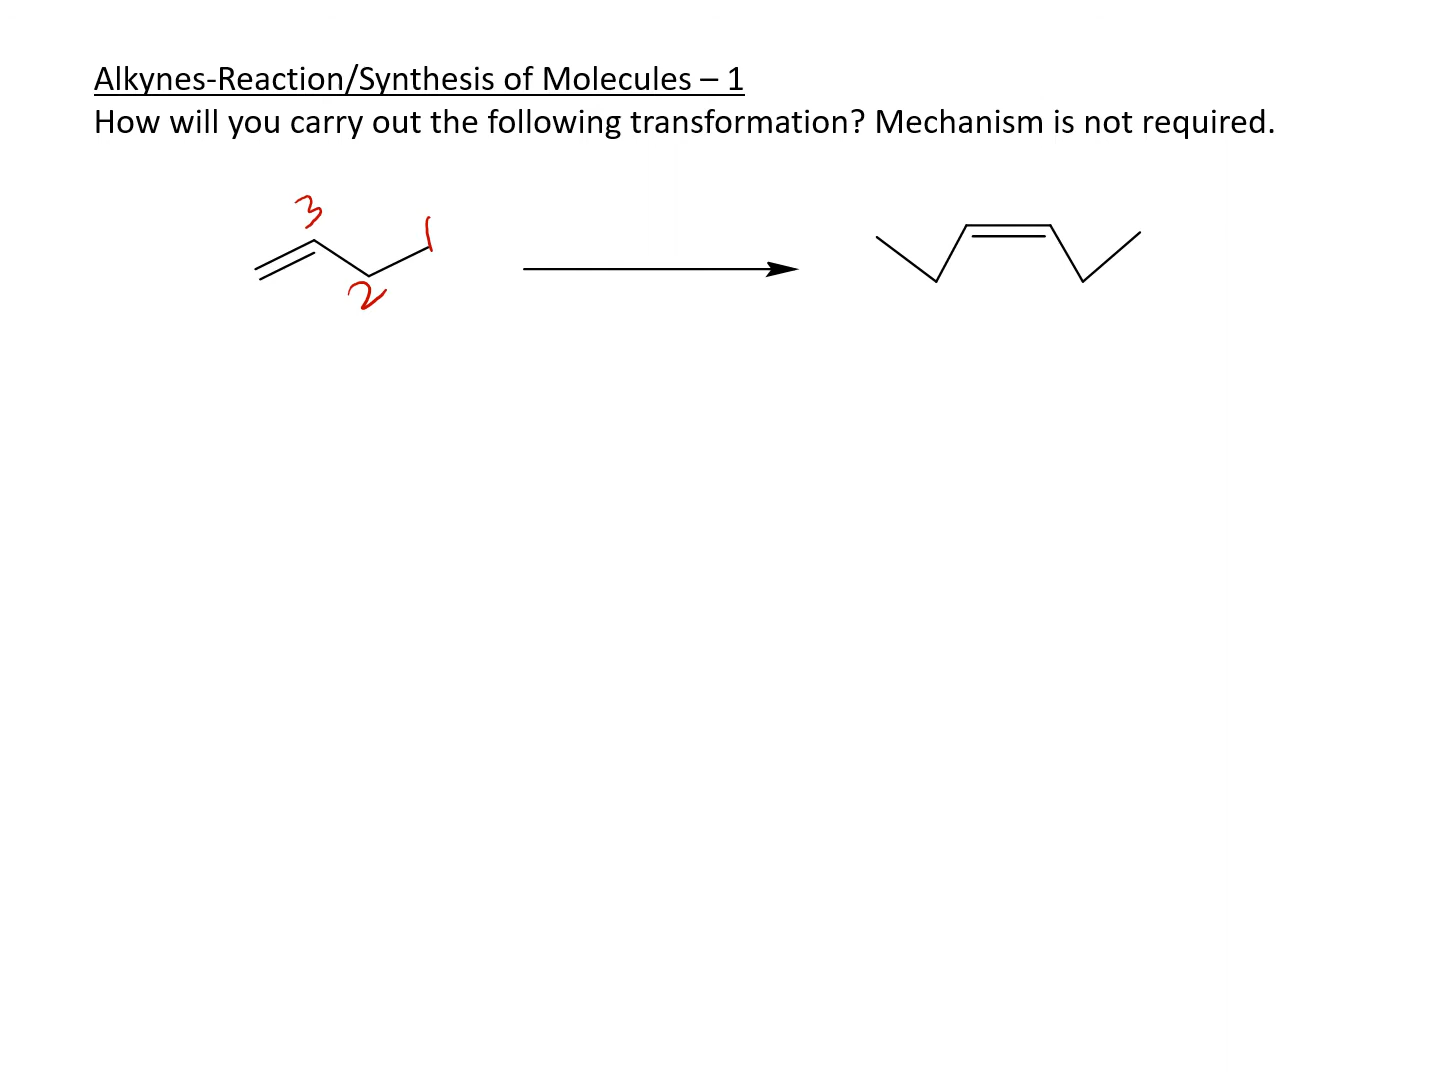 Alkynes-Reaction/Synthesis of Molecules – 1
How will you carry out the following transformation? Mechanism is not required.
3
1
2